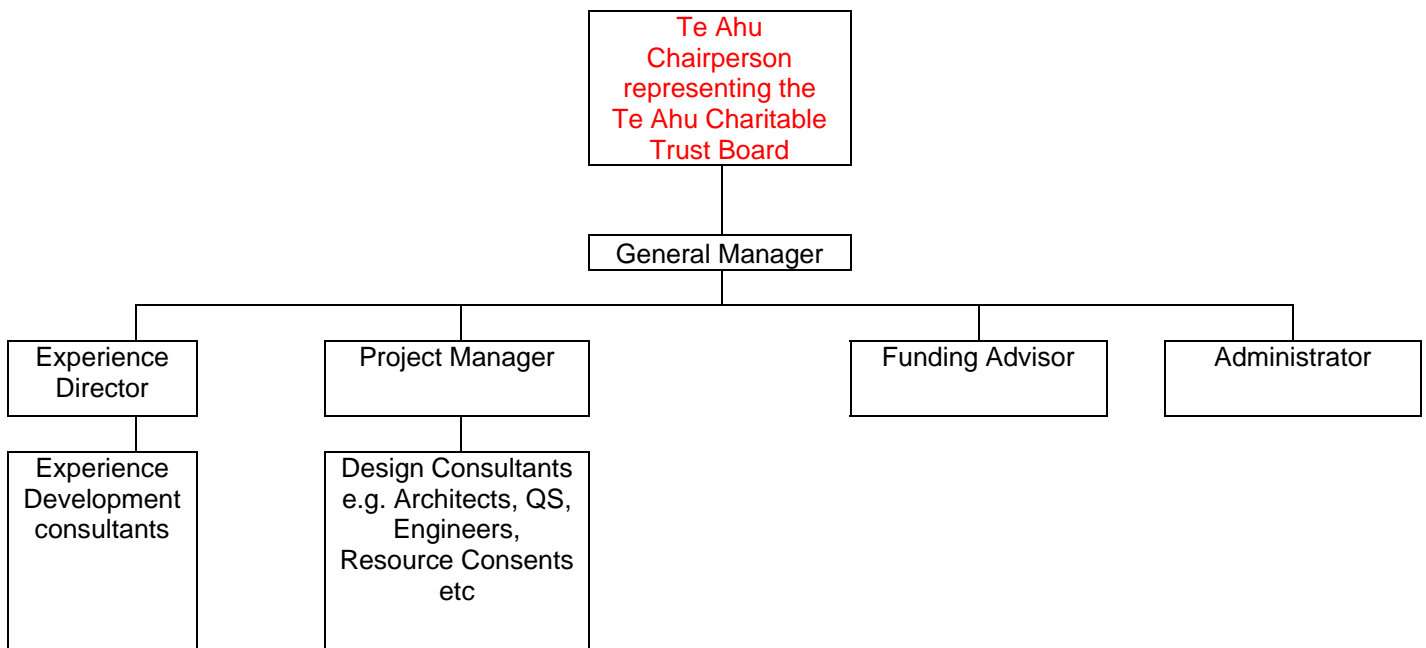 Te Ahu
Chairperson
representing the
Te Ahu Charitable
Trust Board
General Manager
Experience
Director
Project Manager
Funding Advisor
Administrator
Experience
Development
consultants
Design Consultants
e.g. Architects, QS,
Engineers,
Resource Consents
etc